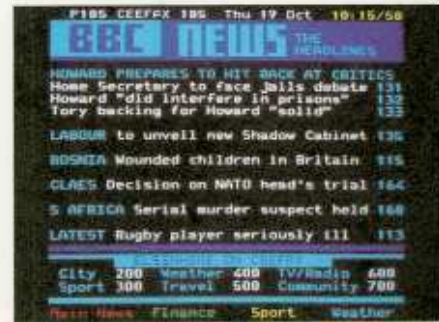 P105 CEEFAX 105 Thu 19 Oct 10:15/58
BBC NEWS THE HEADLINES
HOWARD PREPARES TO HIT BACK AT CRITICS
Home Secretary to face jails debate 131
Howard "did interfere in prisons" 132
Tory backing for Howard "solid" 133
LABOUR to unveil new Shadow Cabinet 135
BOSNIA Wounded children in Britain 115
CLAES Decision on NATO head's trial 164
S AFRICA Serial murder suspect held 160
LATEST Rugby player seriously ill 113
City 200 Weather 400 TV/Radio 600
Sport 300 Travel 500 Community 700
Main News Finance Sport Weather